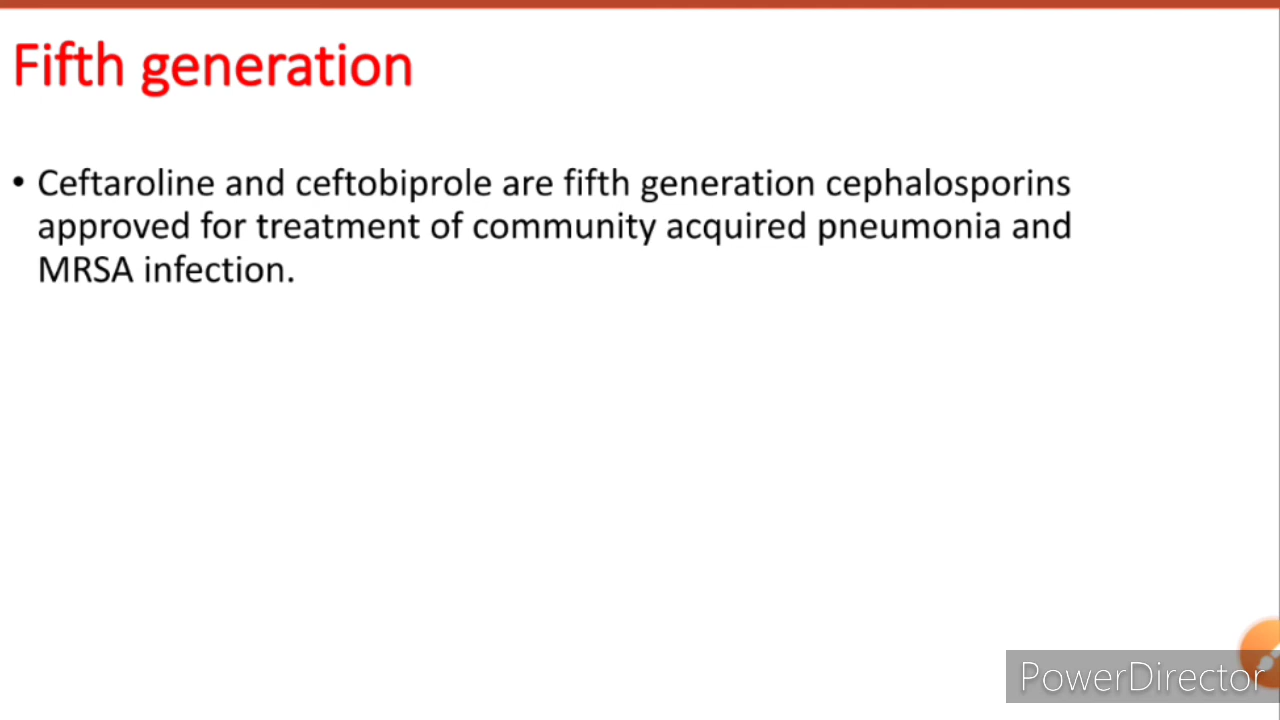 Fifth generation
• Ceftaroline and ceftobiprole are fifth generation cephalosporins
approved for treatment of community acquired pneumonia and
MRSA infection.
PowerDirector